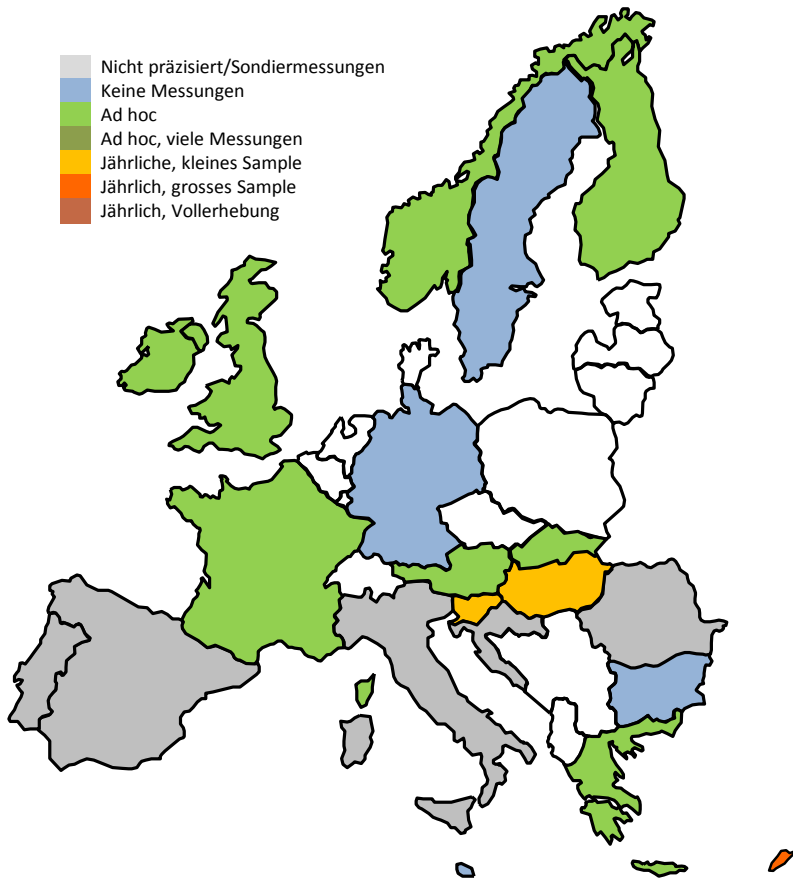 Nicht präzisiert/Sondiermessungen
Keine Messungen
Ad hoc
Ad hoc, viele Messungen
Jährliche, kleines Sample
Jährlich, grosses Sample
Jährlich, Vollerhebung